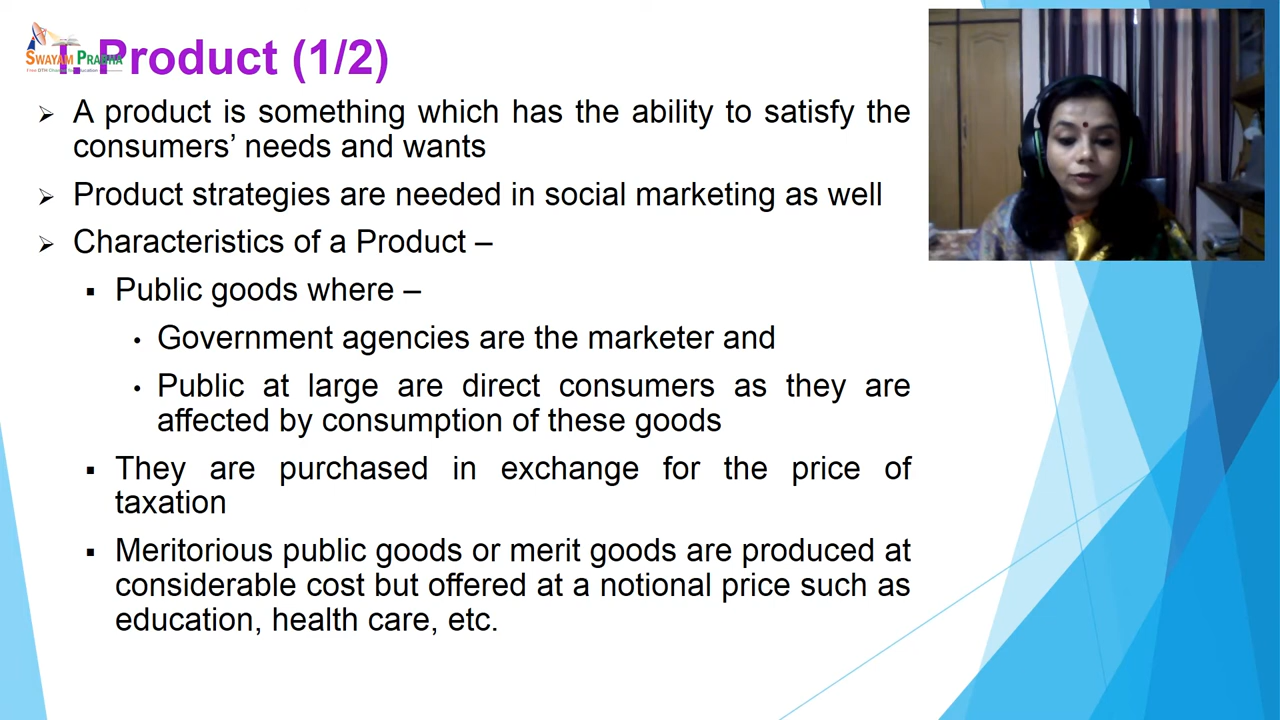 1. Product (1/2)
SWAYAM PRABHA
A product is something which has the ability to satisfy the
consumers’ needs and wants
Product strategies are needed in social marketing as well
Characteristics of a Product –
Public goods where –
Government agencies are the marketer and
Public at large are direct consumers as they are
affected by consumption of these goods
They are purchased in exchange for the price of
taxation
Meritorious public goods or merit goods are produced at
considerable cost but offered at a notional price such as
education, health care, etc.